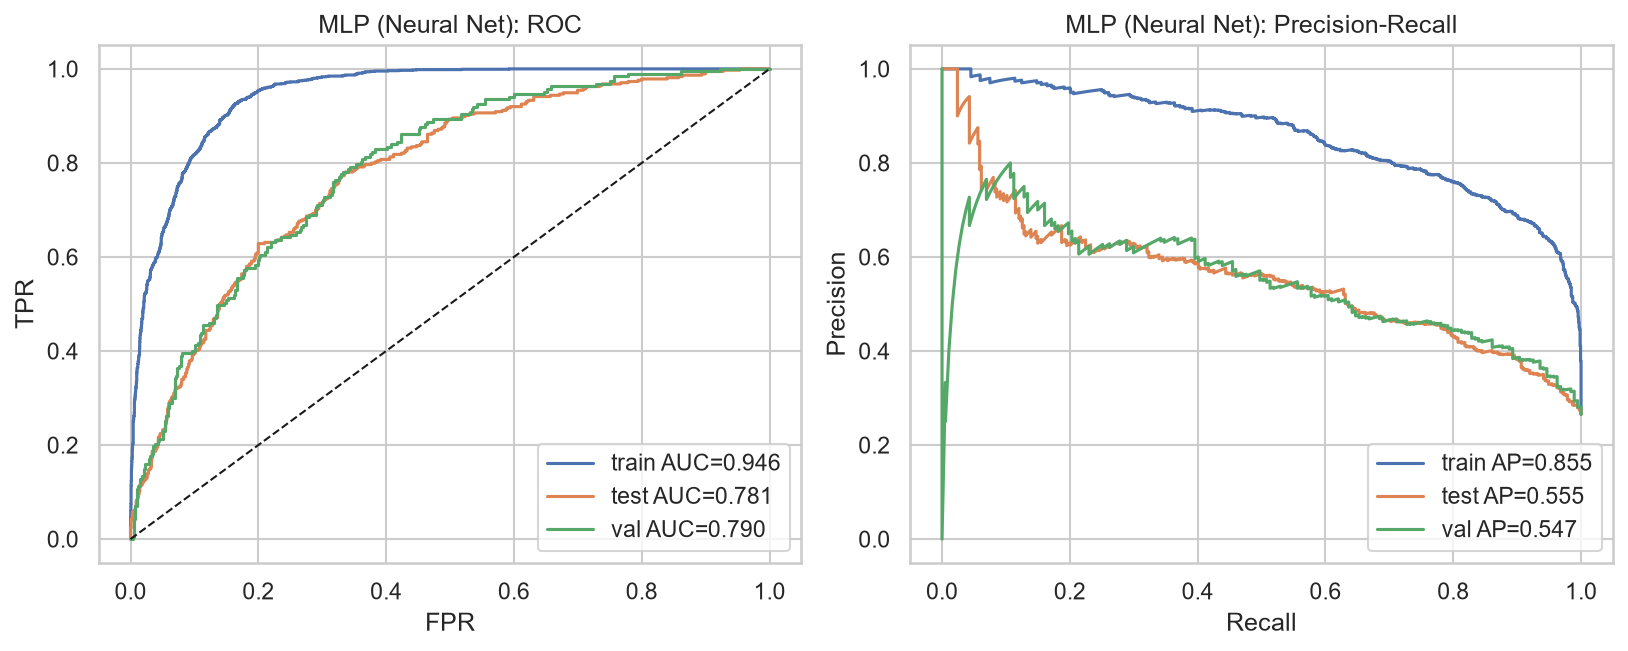 MLP (Neural Net): ROC
1.0
0.8
0.6
0.4
0.2
0.0
TPR
0.0 0.2 0.4 0.6 0.8 1.0
FPR
train AUC=0.946
test AUC=0.781
val AUC=0.790
MLP (Neural Net): Precision-Recall
1.0
0.8
0.6
0.4
0.2
0.0
Precision
0.0 0.2 0.4 0.6 0.8 1.0
Recall
train AP=0.855
test AP=0.555
val AP=0.547